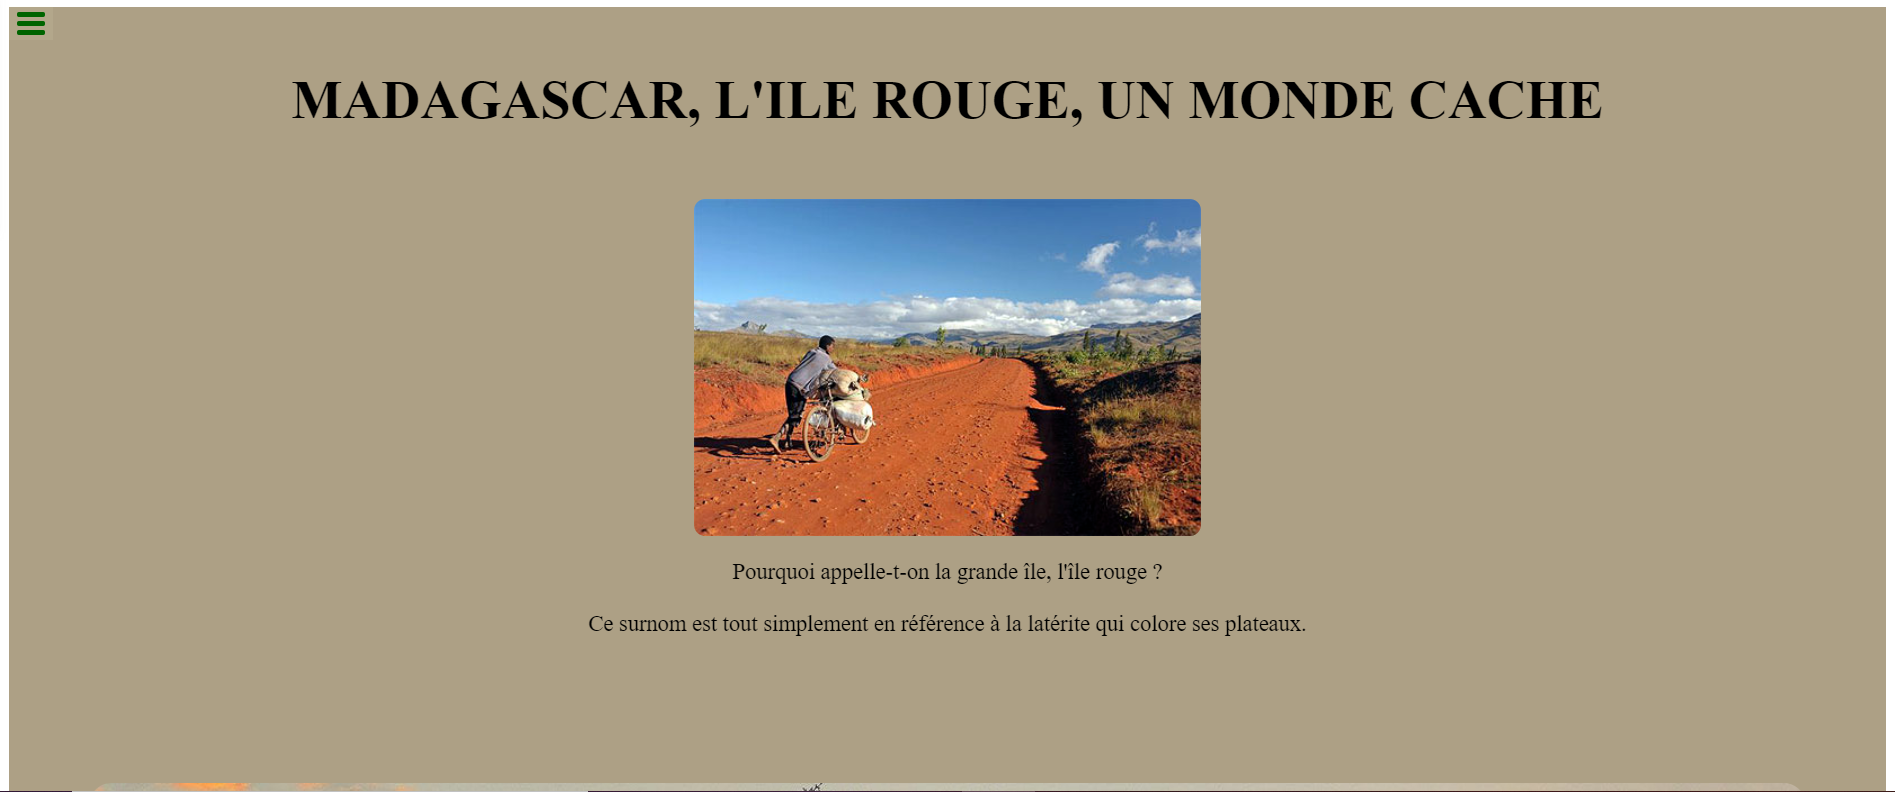 MADAGASCAR, L'ILE ROUGE, UN MONDE CACHE
Pourquoi appelle-t-on la grande île, l'île rouge ?
Ce surnom est tout simplement en référence à la latérite qui colore ses plateaux.